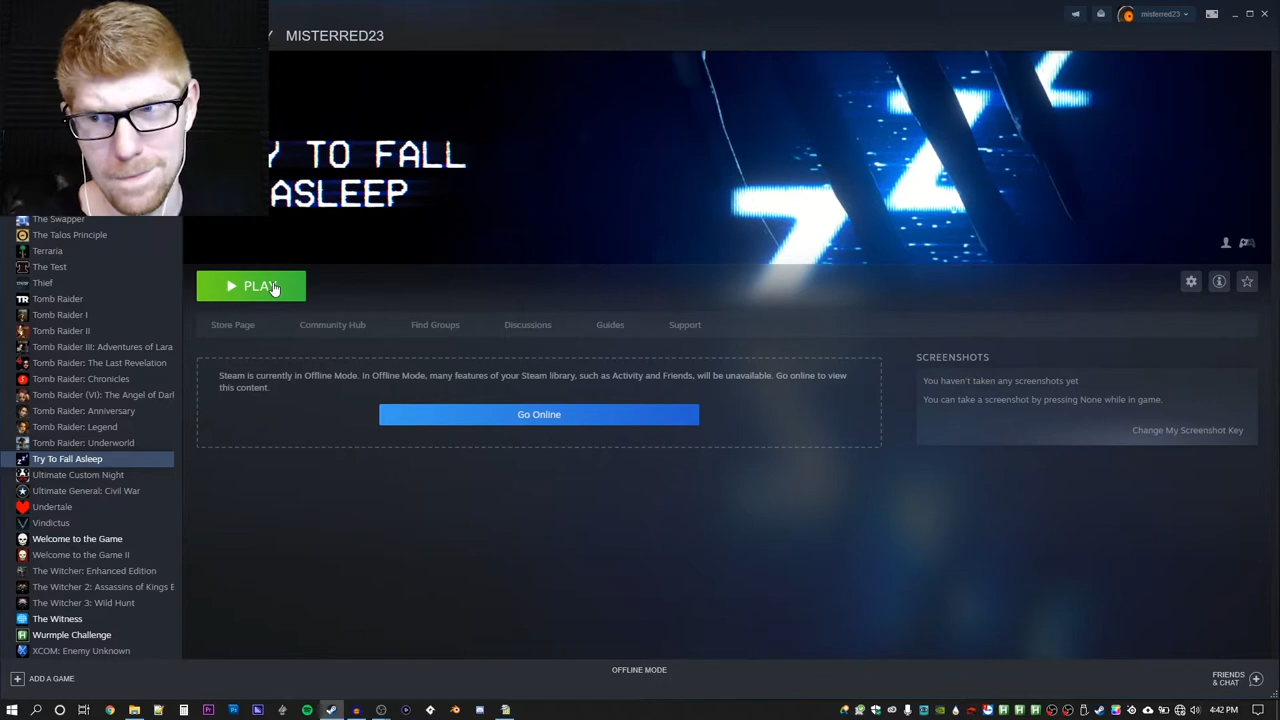 misterred23
MISTERRED23
TO FALL
ASLEEP
The Swapper
The Talos Principle
Terraria
The Test
Thief
Tomb Raider
Tomb Raider I
Tomb Raider II
Tomb Raider III: Adventures of Lara
Tomb Raider: The Last Revelation
Tomb Raider: Chronicles
Tomb Raider (VI): The Angel of Dark
Tomb Raider: Anniversary
Tomb Raider: Legend
Tomb Raider: Underworld
Try To Fall Asleep
Ultimate Custom Night
Ultimate General: Civil War
Undertale
Vindictus
Welcome to the Game
Welcome to the Game II
The Witcher: Enhanced Edition
The Witcher 2: Assassins of Kings E
The Witcher 3: Wild Hunt
The Witness
Wurmple Challenge
XCOM: Enemy Unknown
PLAY
Store Page
Community Hub
Find Groups
Discussions
Guides
Support
Steam is currently in Offline Mode. In Offline Mode, many features of your Steam library, such as Activity and Friends, will be unavailable. Go online to view
this content.
Go Online
SCREENSHOTS
You haven't taken any screenshots yet
You can take a screenshot by pressing None while in game.
Change My Screenshot Key
ADD A GAME
OFFLINE MODE
FRIENDS
& CHAT
4:42 PM